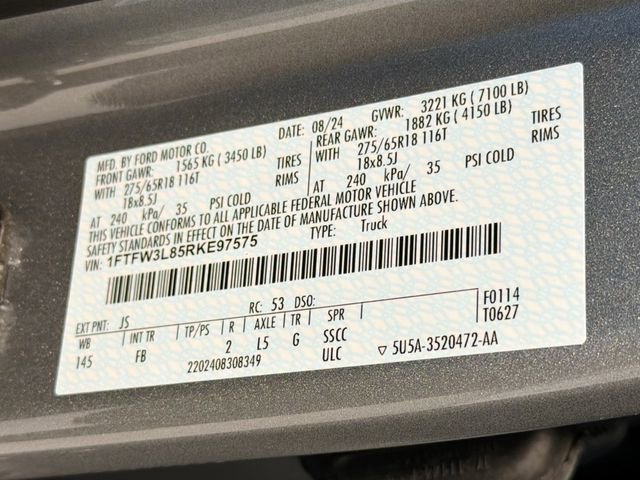 MFD. BY FORD MOTOR CO. DATE: 08/24 GVWR: 3221 KG ( 7100 LB)
FRONT GAWR: 1565 KG ( 3450 LB) REAR GAWR: 1882 KG ( 4150 LB)
WITH 275/65R18 116T TIRES WITH 275/65R18 116T TIRES
18x8.5J RIMS 18x8.5J RIMS
AT 240 kPa/ 35 PSI COLD AT 240 kPa/ 35 PSI COLD
THIS VEHICLE CONFORMS TO ALL APPLICABLE FEDERAL MOTOR VEHICLE
SAFETY STANDARDS IN EFFECT ON THE DATE OF MANUFACTURE SHOWN ABOVE.
VIN: 1FTFW3L85RKE97575 TYPE: Truck
EXT PNT: JS RC: 53 DSO: F0114
WB INT TR TP/PS R AXLE TR SPR T0627
145 FB 2 L5 G SSCC
2202408308349 ULC ▽ 5U5A-3520472-AA